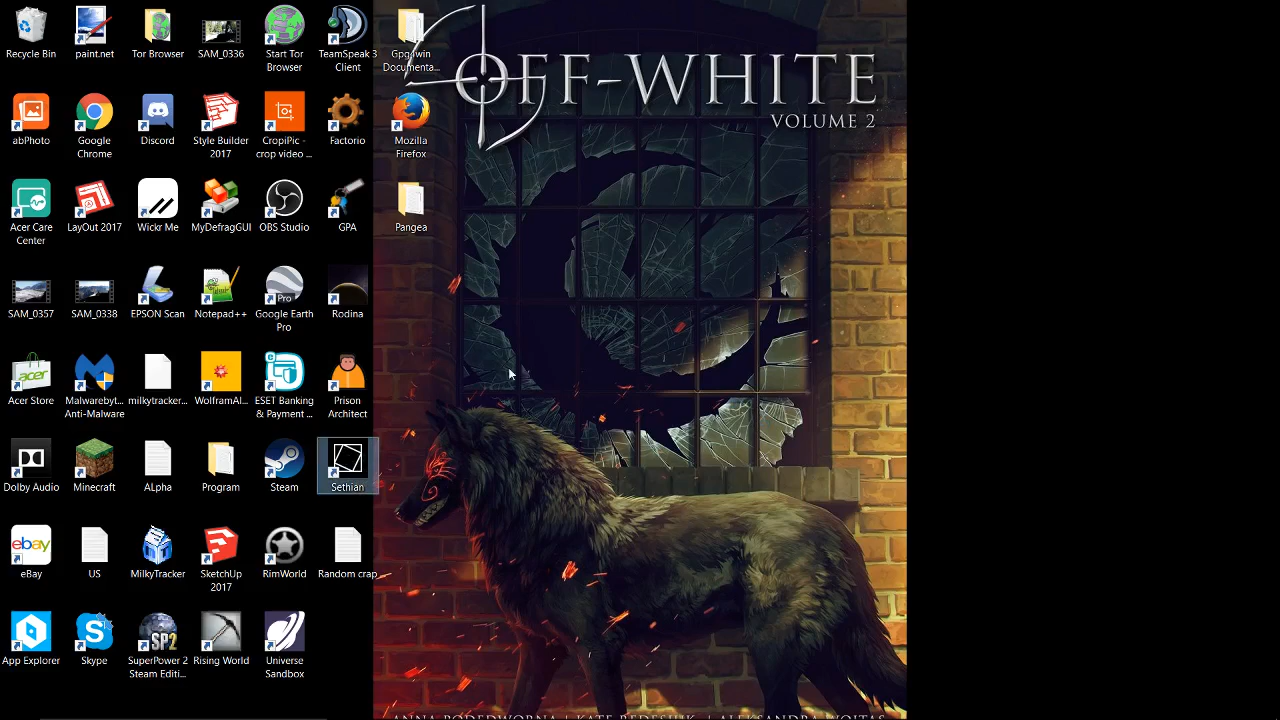 Recycle Bin
paint.net
Tor Browser
SAM_0336
Start Tor
Browser
TeamSpeak 3
Client
Gpg4win
Documenta...
abPhoto
Google
Chrome
Discord
Style Builder
2017
CropiPic -
crop video ...
Factorio
Mozilla
Firefox
Acer Care
Center
LayOut 2017
Wickr Me
MyDefragGUI
OBS Studio
GPA
Pangea
SAM_0357
SAM_0338
EPSON Scan
Notepad++
Pro
Google Earth
Pro
Rodina
acer
Acer Store
Malwarebyt...
Anti-Malware
milkytracker...
WolframAl...
ESET Banking
& Payment ...
Prison
Architect
Dolby Audio
Minecraft
ALpha
Program
Steam
Sethian
ebay
eBay
US
MilkyTracker
SketchUp
2017
RimWorld
Random crap
App Explorer
Skype
SP2
SuperPower 2
Steam Editi...
Rising World
Universe
Sandbox
OFF-WHITE
VOLUME 2